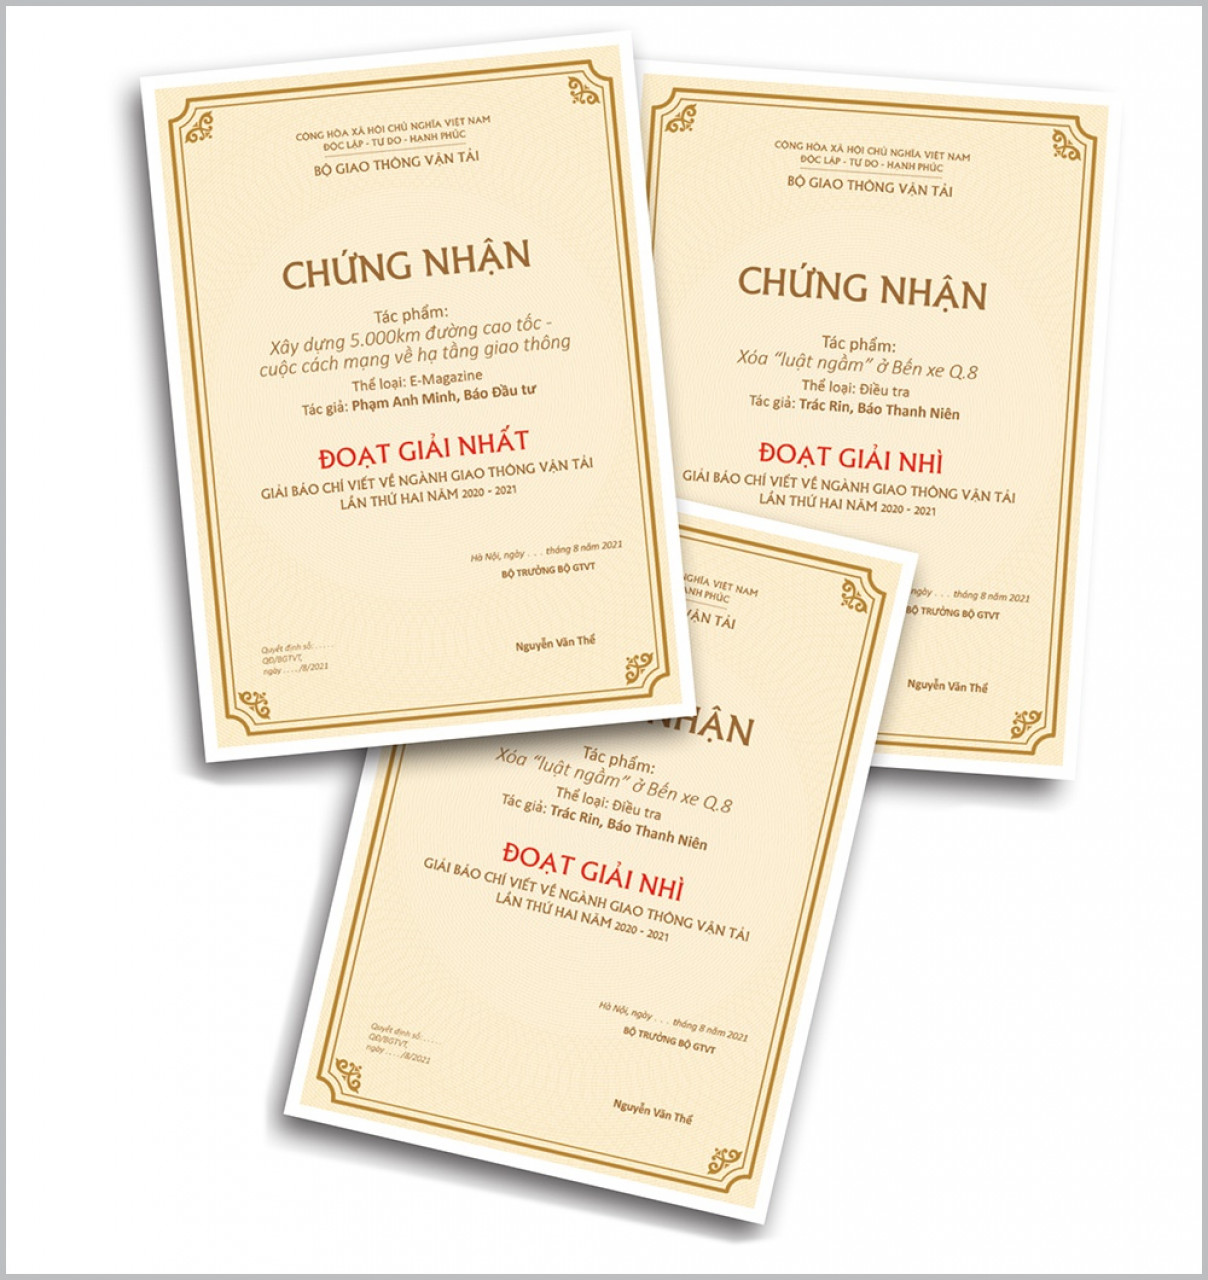 CỘNG HÒA XÃ HỘI CHỦ NGHĨA VIỆT NAM
ĐỘC LẬP - TỰ DO - HẠNH PHÚC
BỘ GIAO THÔNG VẬN TẢI
CHỨNG NHẬN
Tác phẩm:
Xây dựng 5.000km đường cao tốc -
cuộc cách mạng về hạ tầng giao thông
Thể loại: E-Magazine
Tác giả: Phạm Anh Minh, Báo Đầu tư
ĐOẠT GIẢI NHẤT
GIẢI BÁO CHÍ VIẾT VỀ NGÀNH GIAO THÔNG VẬN TẢI
LẦN THỨ HAI NĂM 2020 - 2021
Hà Nội, ngày . . . tháng 8 năm 2021
BỘ TRƯỞNG BỘ GTVT
Nguyễn Văn Thể
Quyết định số: . . . . .
QĐ/BGTVT,
ngày . . . ./8/2021
CỘNG HÒA XÃ HỘI CHỦ NGHĨA VIỆT NAM
ĐỘC LẬP - TỰ DO - HẠNH PHÚC
BỘ GIAO THÔNG VẬN TẢI
CHỨNG NHẬN
Tác phẩm:
Xóa “luật ngầm” ở Bến xe Q.8
Thể loại: Điều tra
Tác giả: Trác Rin, Báo Thanh Niên
ĐOẠT GIẢI NHÌ
GIẢI BÁO CHÍ VIẾT VỀ NGÀNH GIAO THÔNG VẬN TẢI
LẦN THỨ HAI NĂM 2020 - 2021
ngày . . . tháng 8 năm 2021
BỘ TRƯỞNG BỘ GTVT
Nguyễn Văn Thể
NGHĨA VIỆT NAM
HẠNH PHÚC
VẬN TẢI
NHẬN
Tác phẩm:
Xóa “luật ngầm” ở Bến xe Q.8
Thể loại: Điều tra
Tác giả: Trác Rin, Báo Thanh Niên
ĐOẠT GIẢI NHÌ
GIẢI BÁO CHÍ VIẾT VỀ NGÀNH GIAO THÔNG VẬN TẢI
LẦN THỨ HAI NĂM 2020 - 2021
Hà Nội, ngày . . . tháng 8 năm 2021
BỘ TRƯỞNG BỘ GTVT
Quyết định số: . . . . .
QĐ/BGTVT,
ngày . . . ./8/2021
Nguyễn Văn Thể